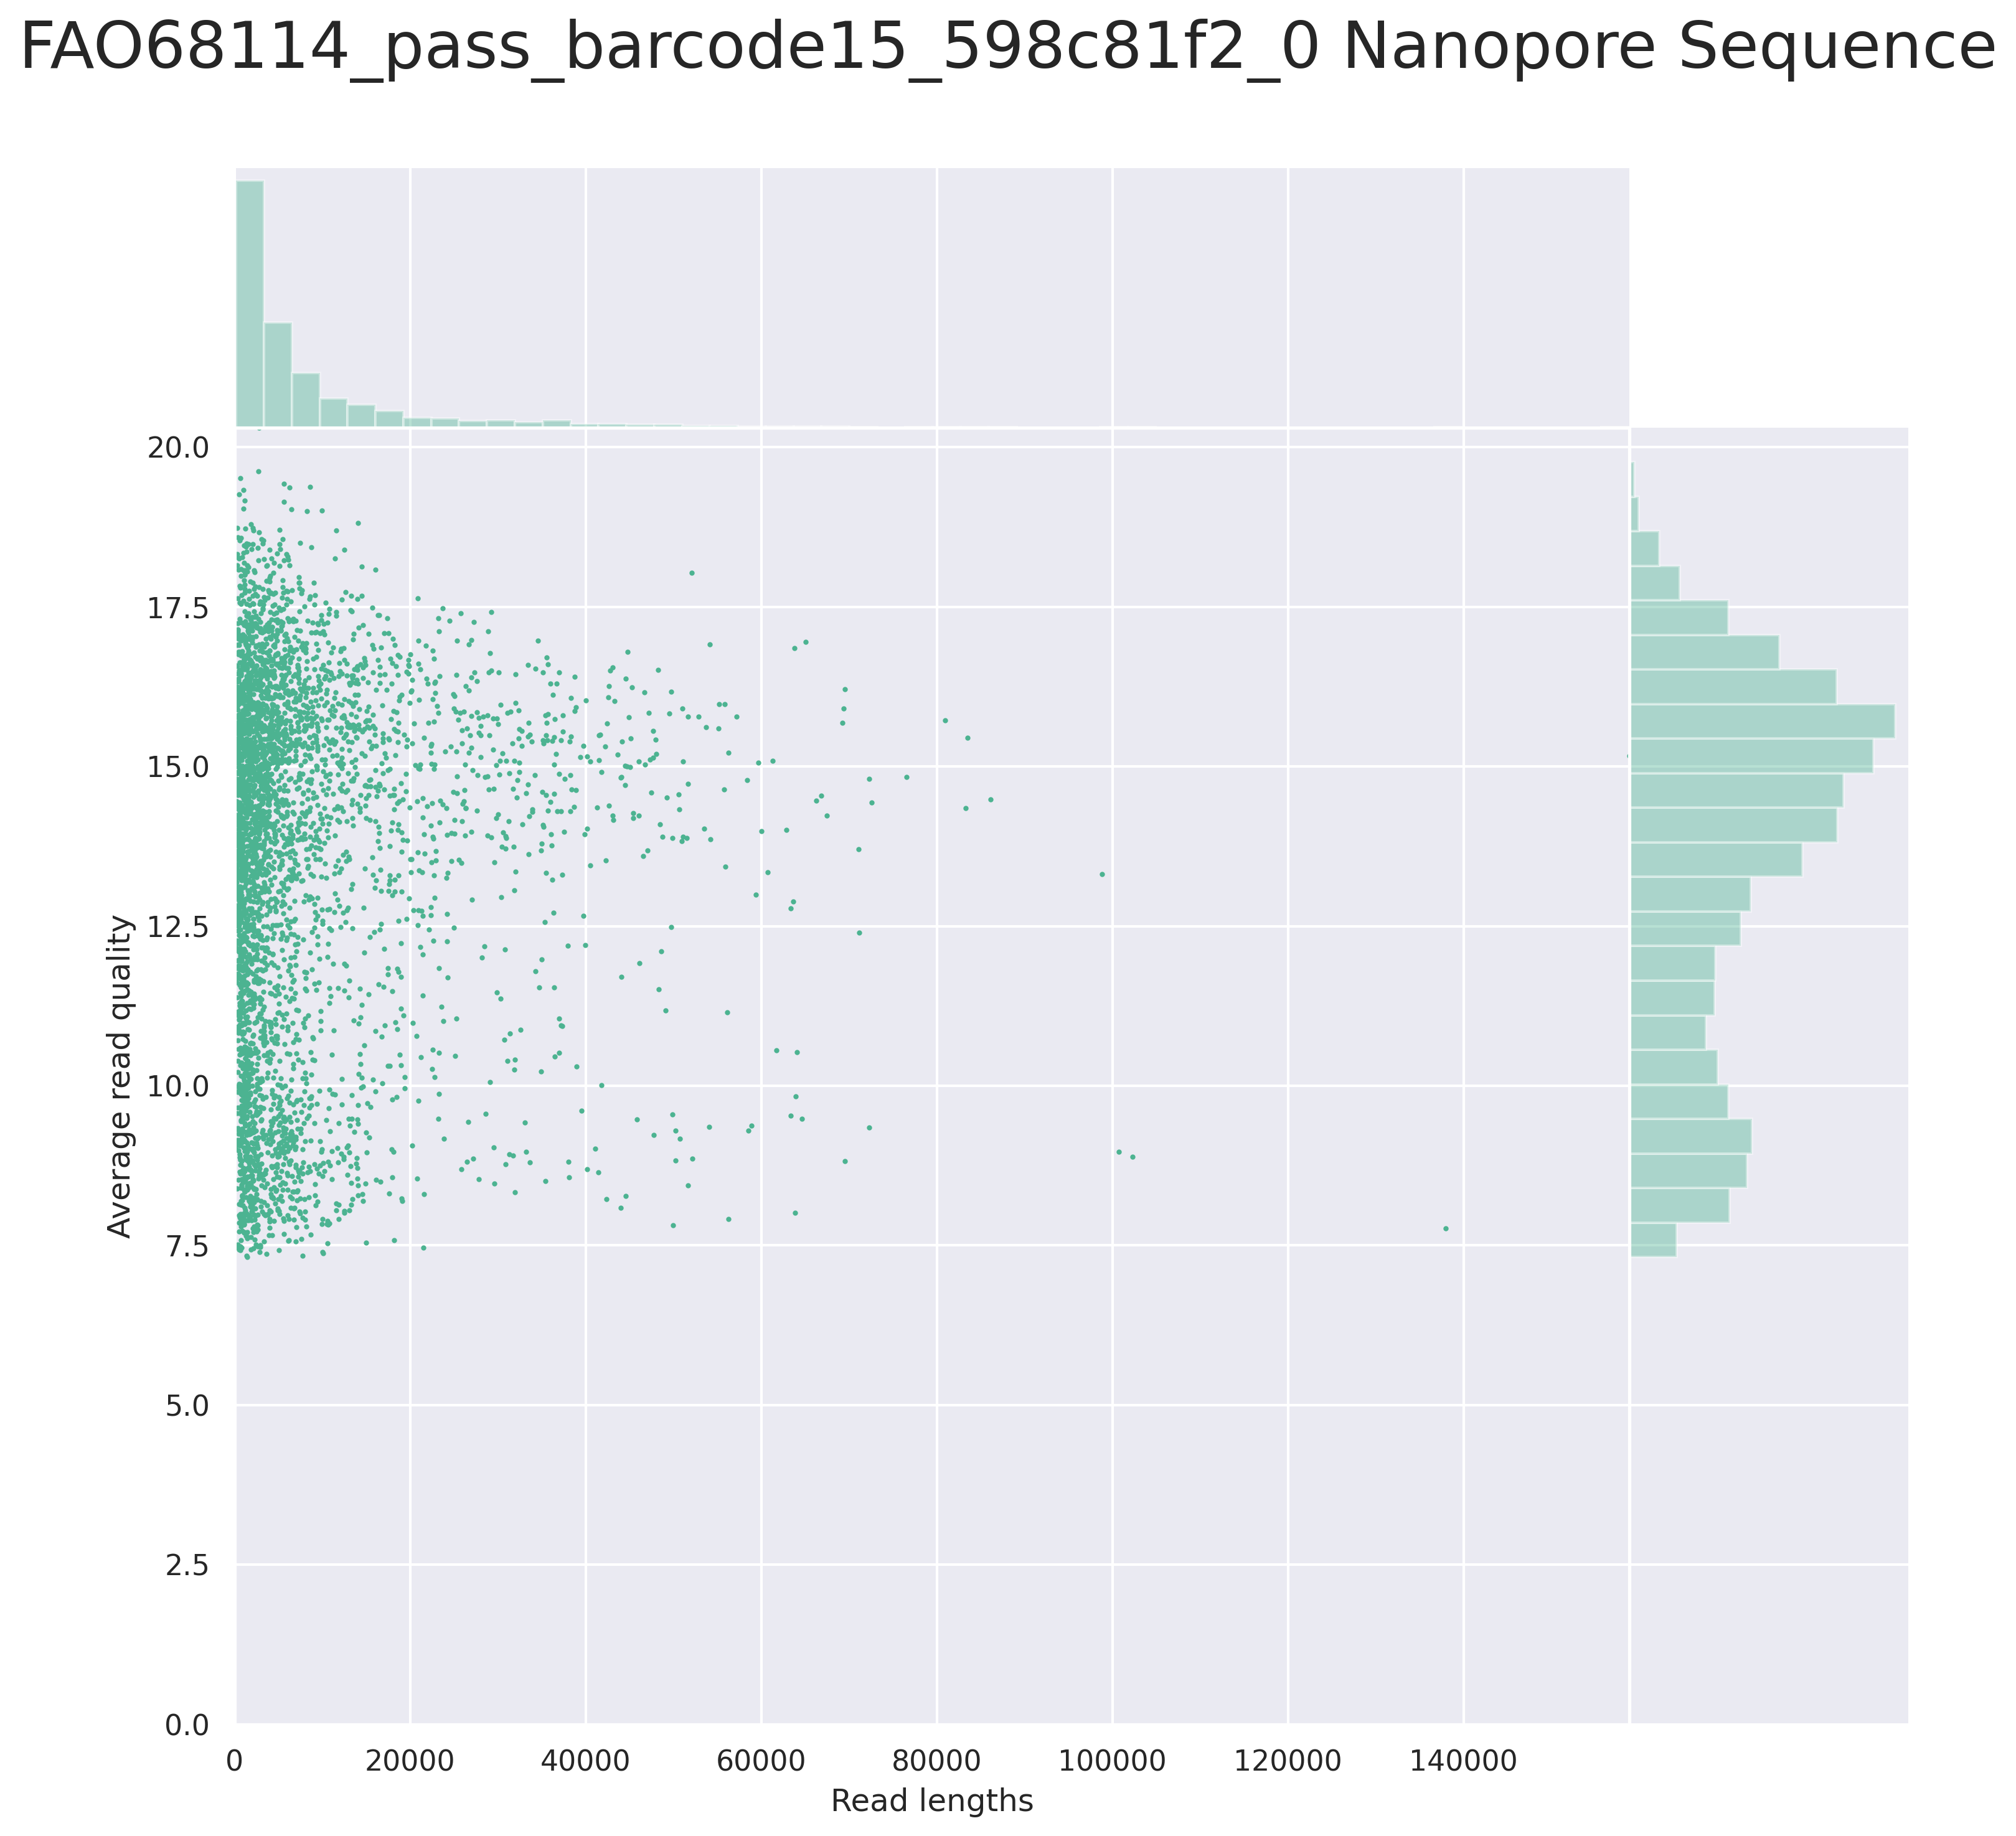 FAO68114_pass_barcode15_598c81f2_0 Nanopore Sequence
20.0
17.5
15.0
12.5
10.0
7.5
5.0
2.5
0.0
Average read quality
0 20000 40000 60000 80000 100000 120000 140000
Read lengths